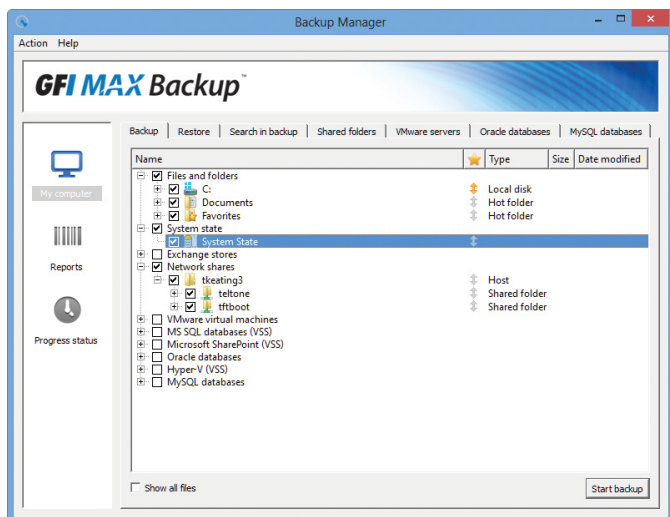 Backup Manager
Action Help
GFI MAX Backup™
Backup Restore Search in backup Shared folders VMware servers Oracle databases MySQL databases
Name Type Size Date modified
Files and folders
C: Local disk
Documents Hot folder
Favorites Hot folder
System state
System State
Exchange stores
Network shares
tkeating3 Host
teltone Shared folder
tftboot Shared folder
VMware virtual machines
MS SQL databases (VSS)
Microsoft SharePoint (VSS)
Oracle databases
Hyper-V (VSS)
MySQL databases
My computer
Reports
Progress status
Show all files
Start backup